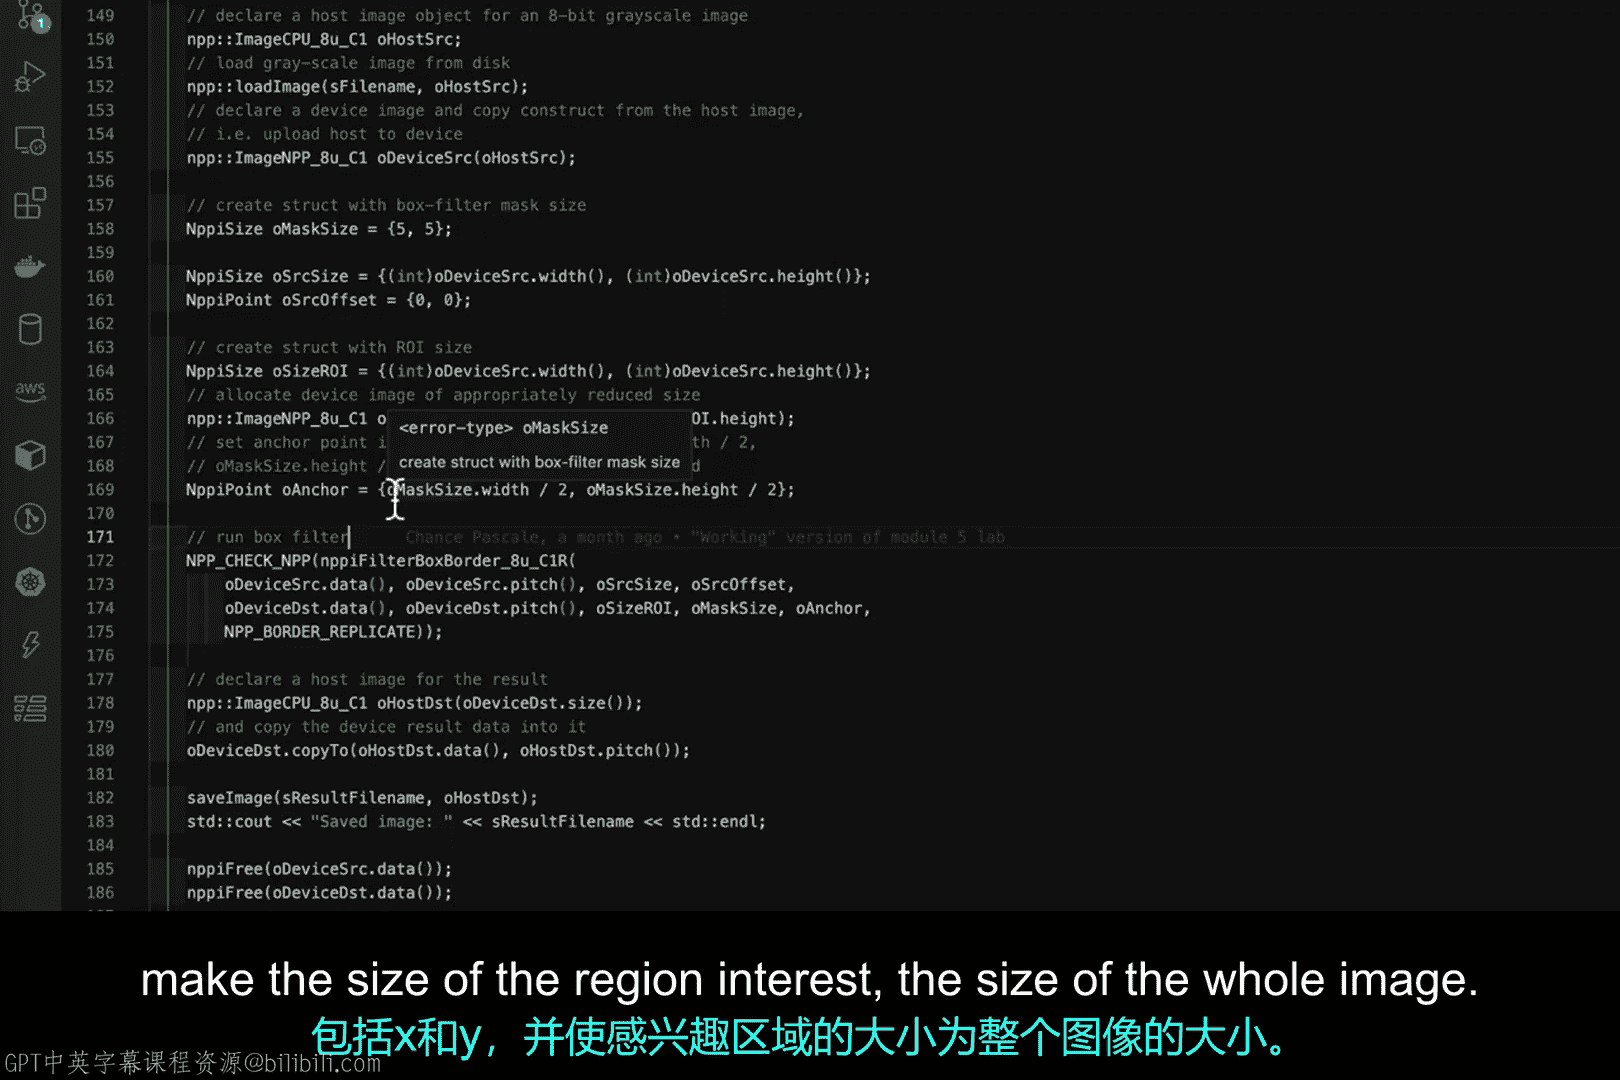 1
149 // declare a host image object for an 8-bit grayscale image
150 npp::ImageCPU_8u_C1 oHostSrc;
151 // load gray-scale image from disk
152 npp::loadImage(sFilename, oHostSrc);
153 // declare a device image and copy construct from the host image,
154 // i.e. upload host to device
155 npp::ImageNPP_8u_C1 oDeviceSrc(oHostSrc);
156
157 // create struct with box-filter mask size
158 NppiSize oMaskSize = {5, 5};
159
160 NppiSize oSrcSize = {(int)oDeviceSrc.width(), (int)oDeviceSrc.height()};
161 NppiPoint oSrcOffset = {0, 0};
162
163 // create struct with ROI size
164 NppiSize oSizeROI = {(int)oDeviceSrc.width(), (int)oDeviceSrc.height()};
165 // allocate device image of appropriately reduced size
aws
166 npp::ImageNPP_8u_C1 o OI.height);
<error-type> oMaskSize
167 // set anchor point i th / 2,
create struct with box-filter mask size
168 // oMaskSize.height / d
169 NppiPoint oAnchor = {oMaskSize.width / 2, oMaskSize.height / 2};
170
171 // run box filter Chance Pascale, a month ago • "Working" version of module 5 lab
172 NPP_CHECK_NPP(nppiFilterBoxBorder_8u_C1R(
173 oDeviceSrc.data(), oDeviceSrc.pitch(), oSrcSize, oSrcOffset,
174 oDeviceDst.data(), oDeviceDst.pitch(), oSizeROI, oMaskSize, oAnchor,
175 NPP_BORDER_REPLICATE));
176
177 // declare a host image for the result
178 npp::ImageCPU_8u_C1 oHostDst(oDeviceDst.size());
179 // and copy the device result data into it
180 oDeviceDst.copyTo(oHostDst.data(), oHostDst.pitch());
181
182 saveImage(sResultFilename, oHostDst);
183 std::cout << "Saved image: " << sResultFilename << std::endl;
184
185 nppiFree(oDeviceSrc.data());
186 nppiFree(oDeviceDst.data());
make the size of the region interest, the size of the whole image.
包括x和y，并使感兴趣区域的大小为整个图像的大小。
GPT中英字幕课程资源@bilibili.com